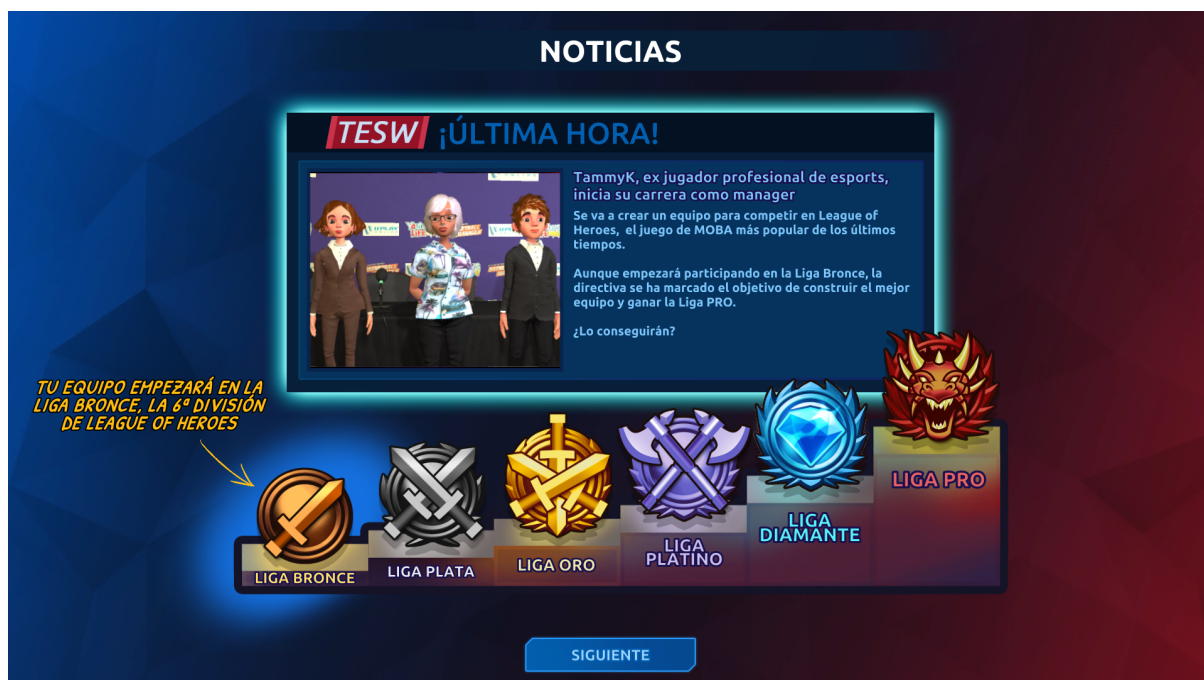 NOTICIAS
TESW ¡ÚLTIMA HORA!
TammyK, ex jugador profesional de esports,
inicia su carrera como manager
Se va a crear un equipo para competir en League of
Heroes, el juego de MOBA más popular de los últimos
tiempos.
Aunque empezará participando en la Liga Bronce, la
directiva se ha marcado el objetivo de construir el mejor
equipo y ganar la Liga PRO.
¿Lo conseguirán?
TU EQUIPO EMPEZARÁ EN LA
LIGA BRONCE, LA 6ª DIVISIÓN
DE LEAGUE OF HEROES
LIGA BRONCE
LIGA PLATA
LIGA ORO
LIGA
PLATINO
LIGA
DIAMANTE
LIGA PRO
SIGUIENTE